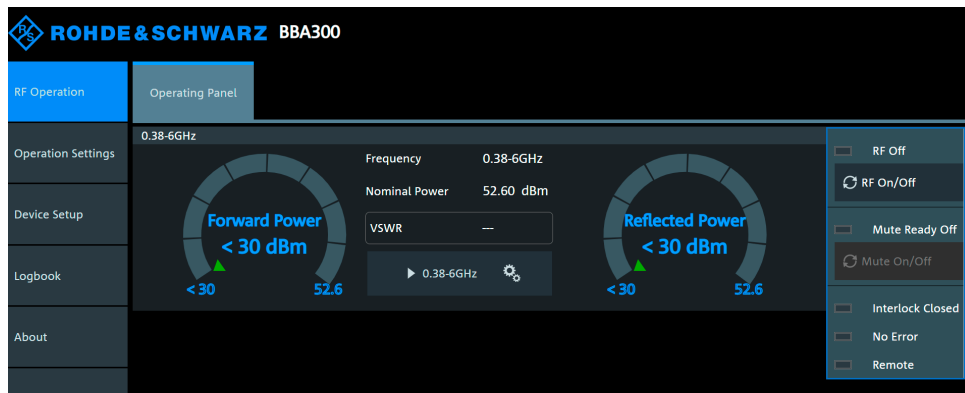 ROHDE&SCHWARZ BBA300
RF Operation
Operating Panel
Operation Settings
Device Setup
Logbook
About
0.38-6GHz
Forward Power
< 30 dBm
< 30
52.6
Frequency 0.38-6GHz
Nominal Power 52.60 dBm
VSWR ---
0.38-6GHz
Reflected Power
< 30 dBm
< 30
52.6
RF Off
RF On/Off
Mute Ready Off
Mute On/Off
Interlock Closed
No Error
Remote